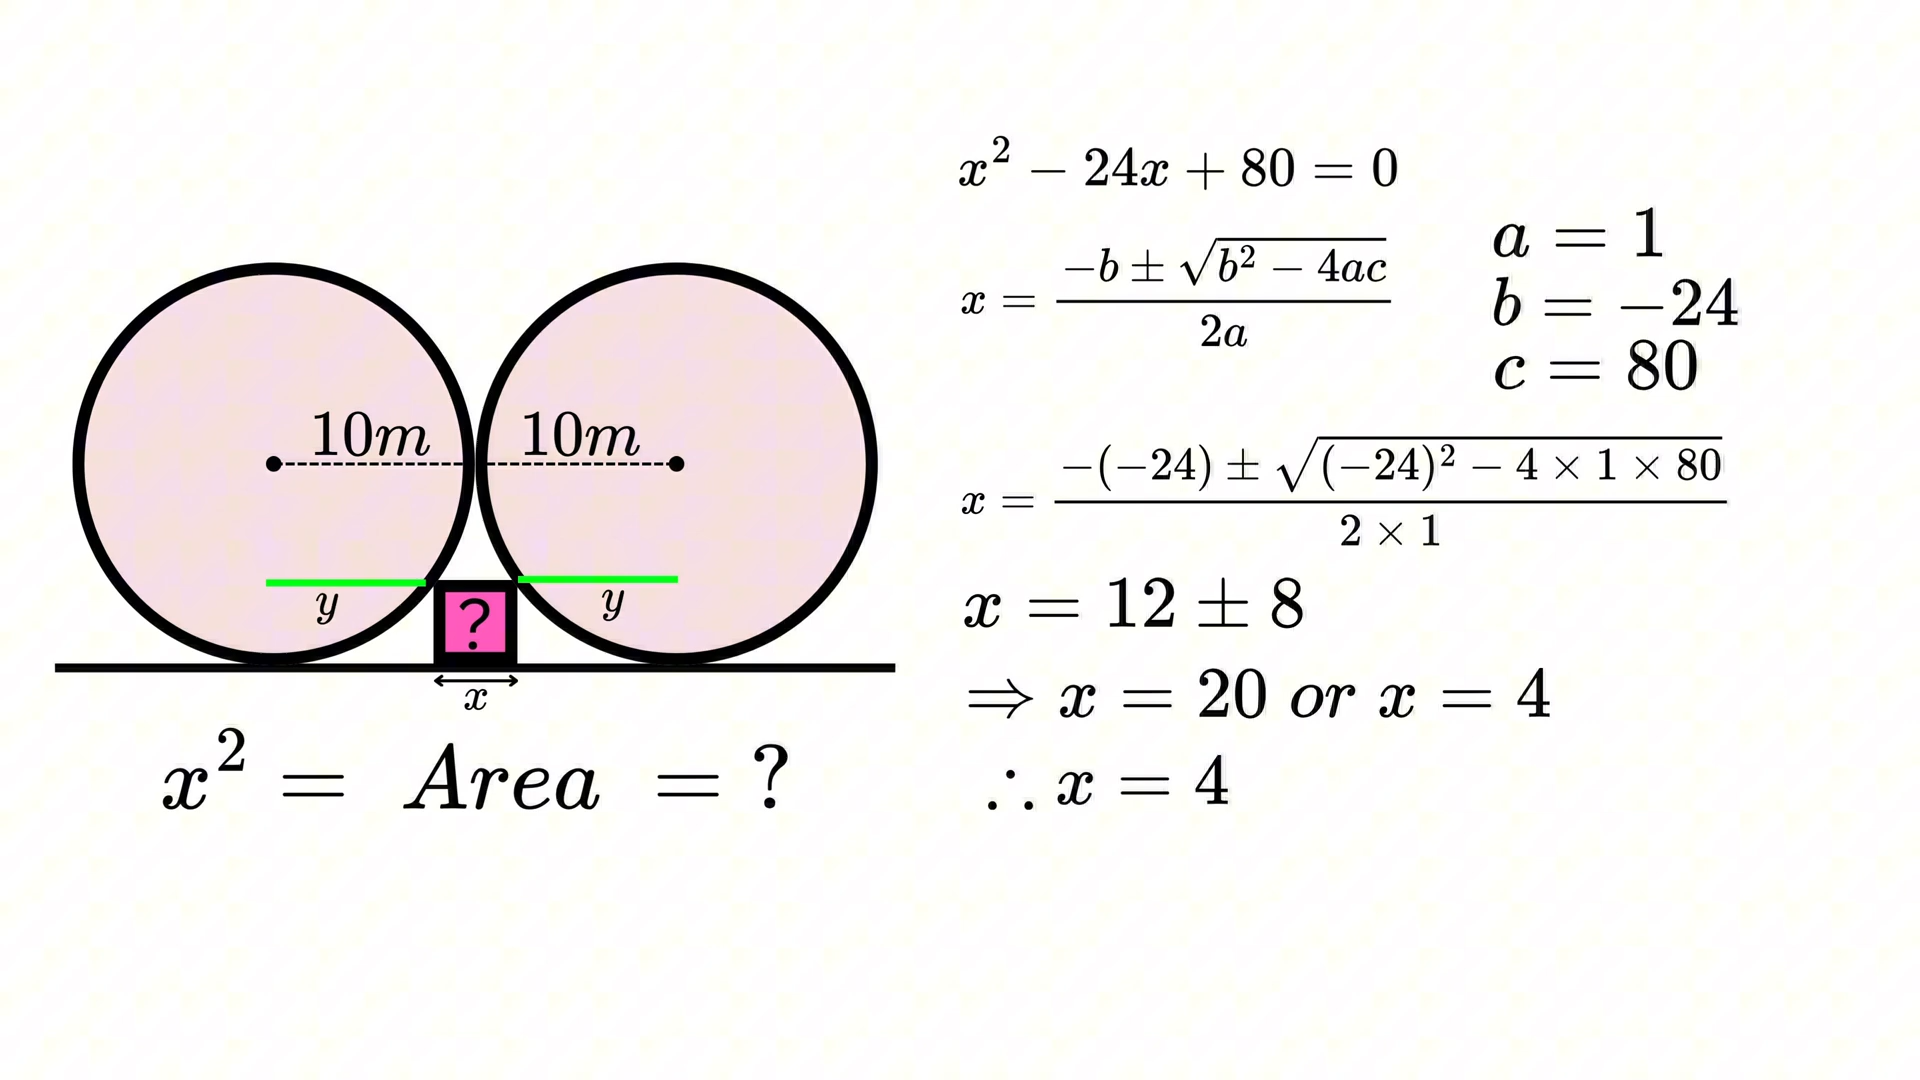 10m 10m
y y
?
x
x² = Area = ?
x² − 24x + 80 = 0
x = (−b ± √(b² − 4ac)) / 2a
a = 1
b = −24
c = 80
x = (−(−24) ± √((−24)² − 4 × 1 × 80)) / (2 × 1)
x = 12 ± 8
⇒ x = 20 or x = 4
∴ x = 4